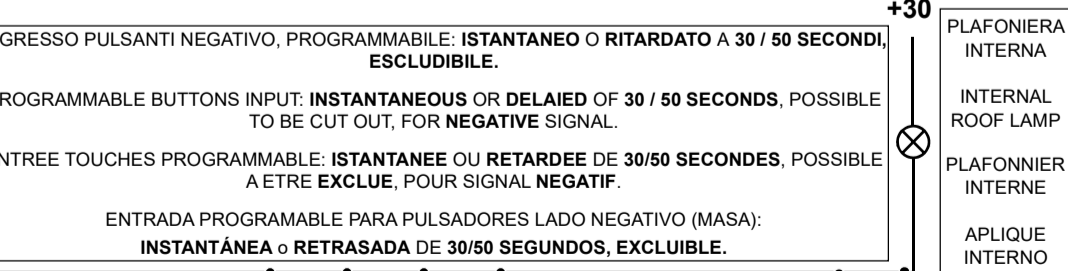 +30
GRESSO PULSANTI NEGATIVO, PROGRAMMABILE: ISTANTANEO O RITARDATO A 30 / 50 SECONDI,
ESCLUDIBILE.
ROGRAMMABLE BUTTONS INPUT: INSTANTANEOUS OR DELAIED OF 30 / 50 SECONDS, POSSIBLE
TO BE CUT OUT, FOR NEGATIVE SIGNAL.
NTREE TOUCHES PROGRAMMABLE: ISTANTANEE OU RETARDEE DE 30/50 SECONDES, POSSIBLE
A ETRE EXCLUE, POUR SIGNAL NEGATIF.
ENTRADA PROGRAMABLE PARA PULSADORES LADO NEGATIVO (MASA):
INSTANTÁNEA o RETRASADA DE 30/50 SEGUNDOS, EXCLUIBLE.
PLAFONIERA
INTERNA
INTERNAL
ROOF LAMP
PLAFONNIER
INTERNE
APLIQUE
INTERNO